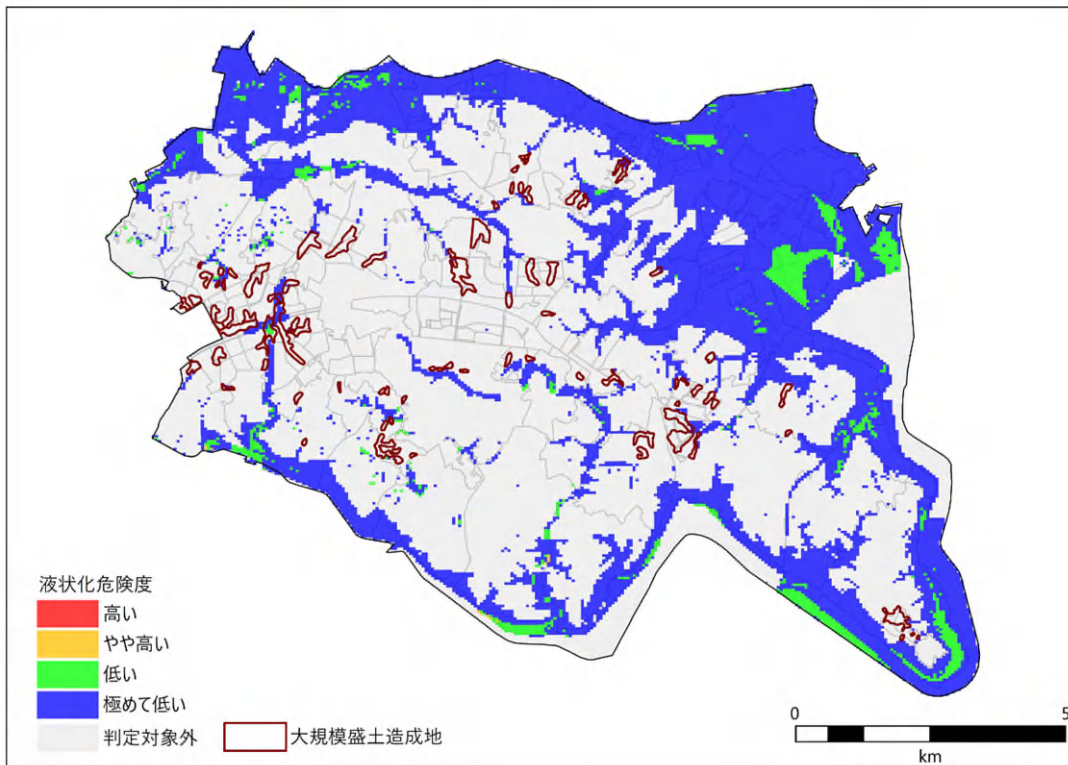 液状化危険度
高い
やや高い
低い
極めて低い
判定対象外
大規模盛土造成地
0 5
km